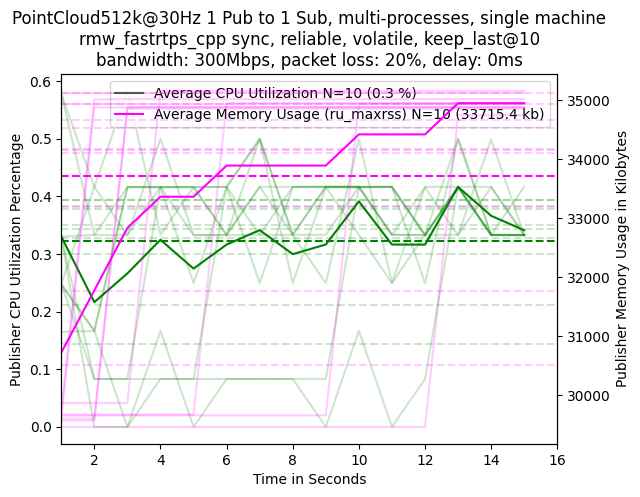 PointCloud512k@30Hz 1 Pub to 1 Sub, multi-processes, single machine
rmw_fastrtps_cpp sync, reliable, volatile, keep_last@10
bandwidth: 300Mbps, packet loss: 20%, delay: 0ms
Average CPU Utilization N=10 (0.3 %)
Average Memory Usage (ru_maxrss) N=10 (33715.4 kb)
Publisher CPU Utilization Percentage
0.6
0.5
0.4
0.3
0.2
0.1
0.0
35000
34000
33000
32000
31000
30000
Publisher Memory Usage in Kilobytes
2 4 6 8 10 12 14 16
Time in Seconds